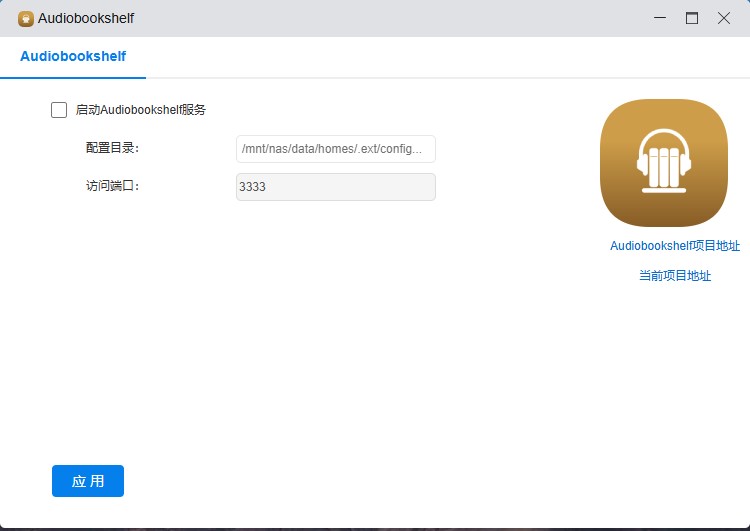 Audiobookshelf
Audiobookshelf
启动Audiobookshelf服务
配置目录:
/mnt/nas/data/homes/.ext/config...
访问端口:
3333
Audiobookshelf项目地址
当前项目地址
应 用